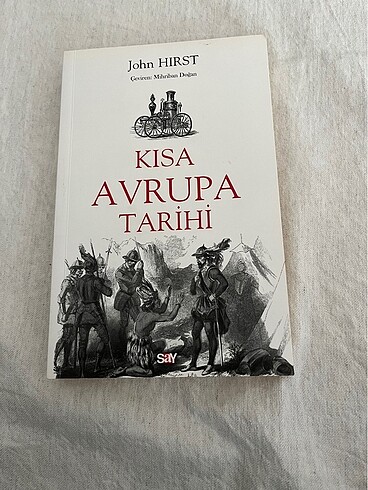 John HIRST
Çeviren: Mihriban Doğan
KISA
AVRUPA
TARİHİ
say